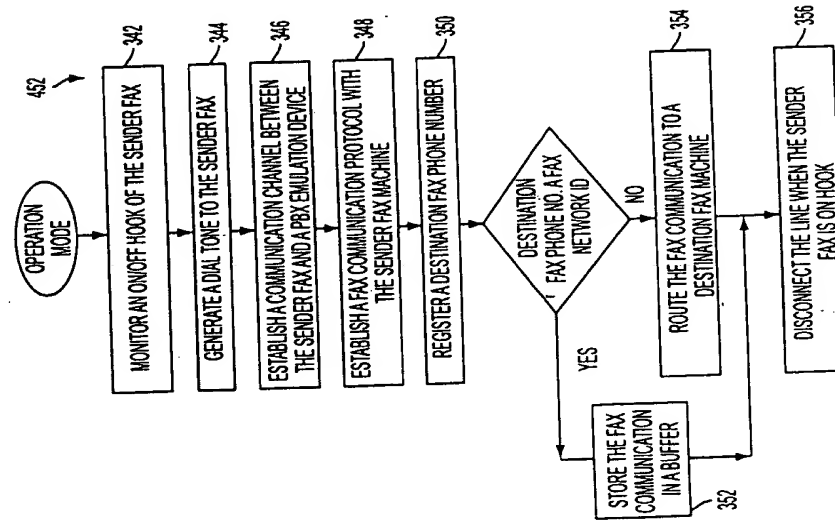 452
OPERATION
MODE
MONITOR AN ON/OFF HOOK OF THE SENDER FAX
342
GENERATE A DIAL TONE TO THE SENDER FAX
344
ESTABLISH A COMMUNICATION CHANNEL BETWEEN
THE SENDER FAX AND A PBX EMULATION DEVICE
346
ESTABLISH A FAX COMMUNICATION PROTOCOL WITH
THE SENDER FAX MACHINE
348
REGISTER A DESTINATION FAX PHONE NUMBER
350
DESTINATION
FAX PHONE NO. A FAX
NETWORK ID
YES
NO
STORE THE FAX
COMMUNICATION
IN A BUFFER
352
ROUTE THE FAX COMMUNICATION TO A
DESTINATION FAX MACHINE
354
DISCONNECT THE LINE WHEN THE SENDER
FAX IS ON HOOK
356